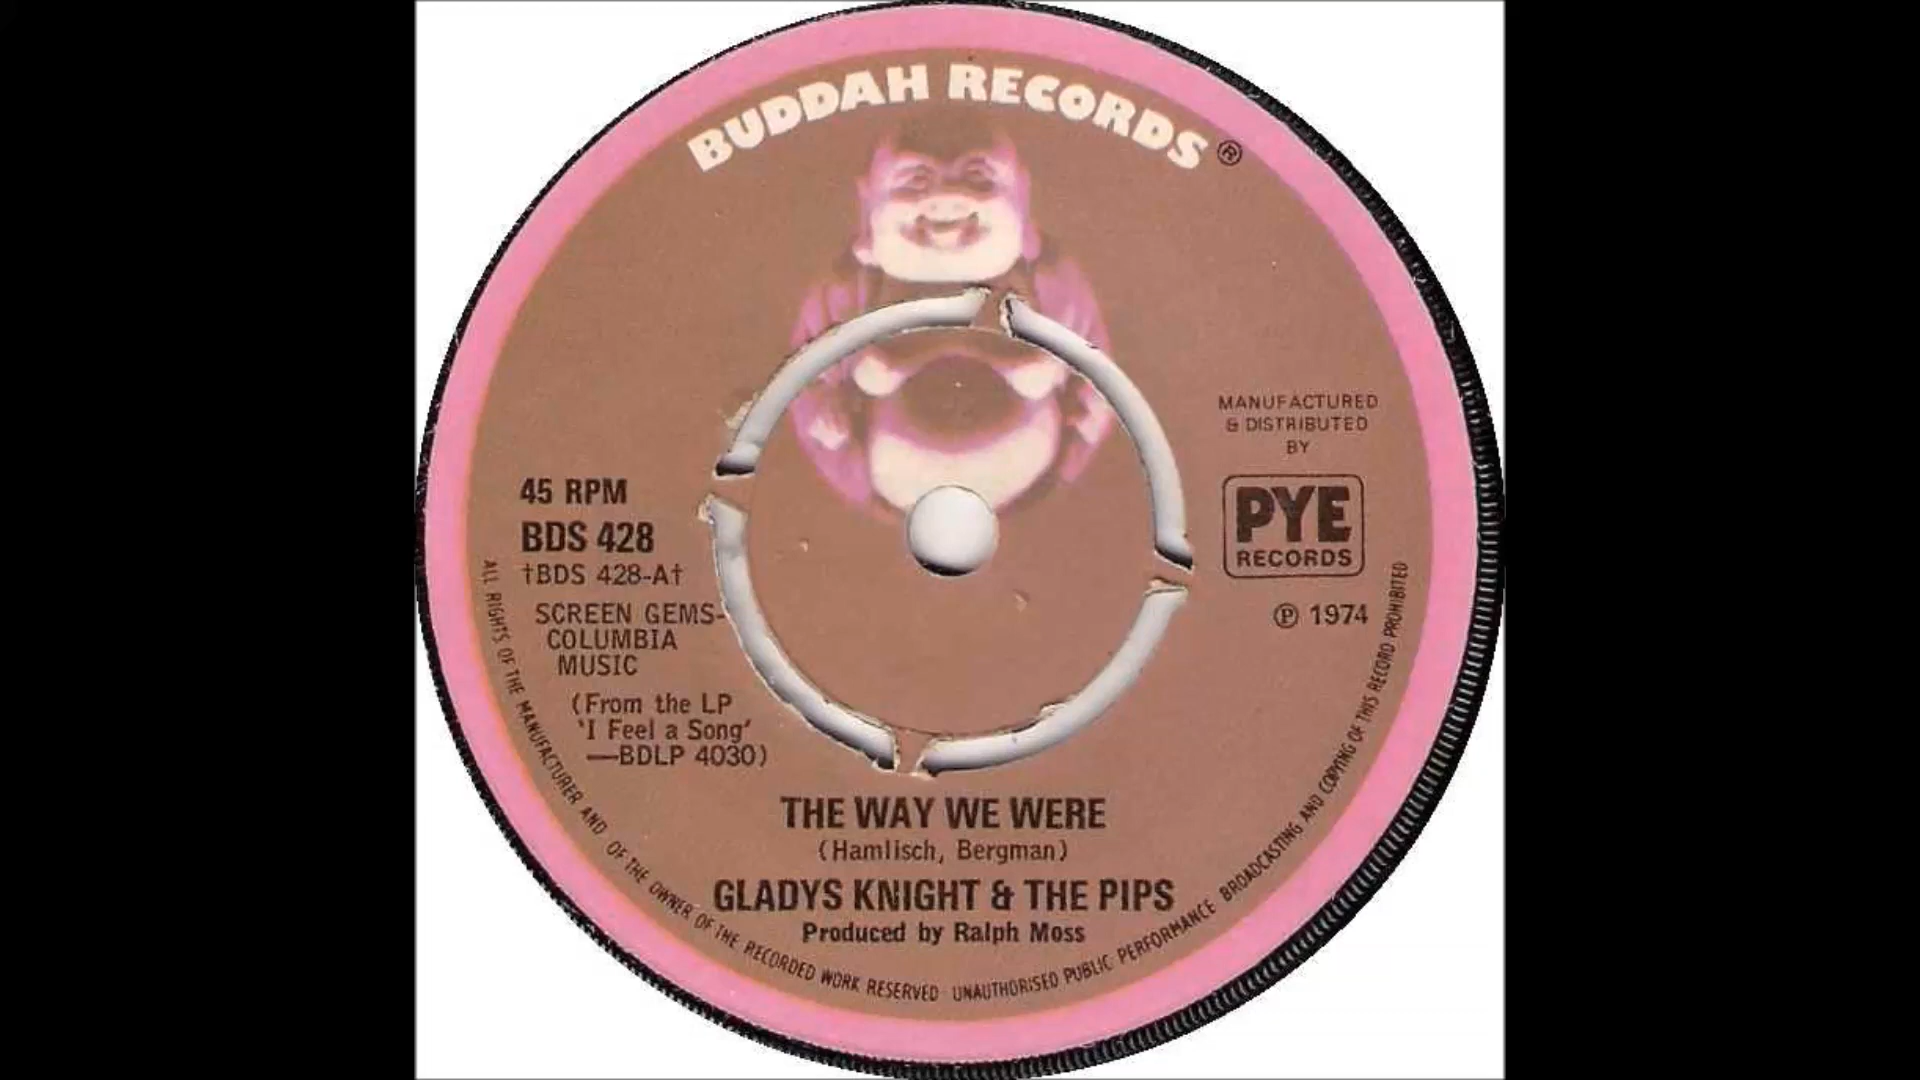 BUDDAH RECORDS ®
MANUFACTURED
& DISTRIBUTED
BY
PYE
RECORDS
℗ 1974
45 RPM
BDS 428
†BDS 428-A†
SCREEN GEMS-
COLUMBIA
MUSIC
(From the LP
'I Feel a Song'
—BDLP 4030)
THE WAY WE WERE
(Hamlisch, Bergman)
GLADYS KNIGHT & THE PIPS
Produced by Ralph Moss
ALL RIGHTS OF THE MANUFACTURER AND OF THE OWNER OF THE RECORDED WORK RESERVED · UNAUTHORISED PUBLIC PERFORMANCE BROADCASTING AND COPYING OF THIS RECORD PROHIBITED